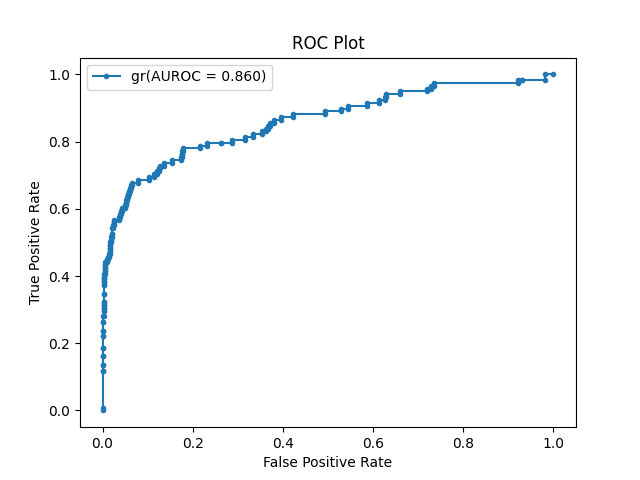 ROC Plot
gr(AUROC = 0.860)
1.0
0.8
0.6
0.4
0.2
0.0
True Positive Rate
0.0 0.2 0.4 0.6 0.8 1.0
False Positive Rate